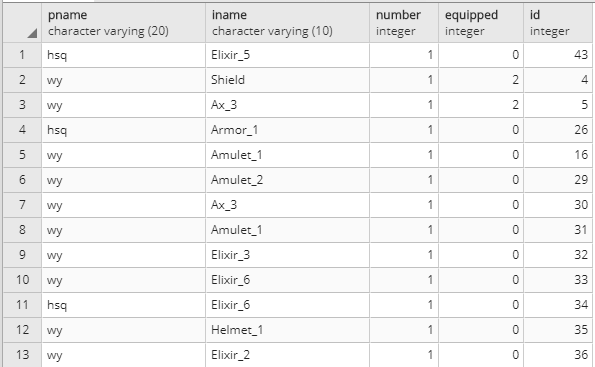 pname iname number equipped id
character varying (20) character varying (10) integer integer integer
1 hsq Elixir_5 1 0 43
2 wy Shield 1 2 4
3 wy Ax_3 1 2 5
4 hsq Armor_1 1 0 26
5 wy Amulet_1 1 0 16
6 wy Amulet_2 1 0 29
7 wy Ax_3 1 0 30
8 wy Amulet_1 1 0 31
9 wy Elixir_3 1 0 32
10 wy Elixir_6 1 0 33
11 hsq Elixir_6 1 0 34
12 wy Helmet_1 1 0 35
13 wy Elixir_2 1 0 36